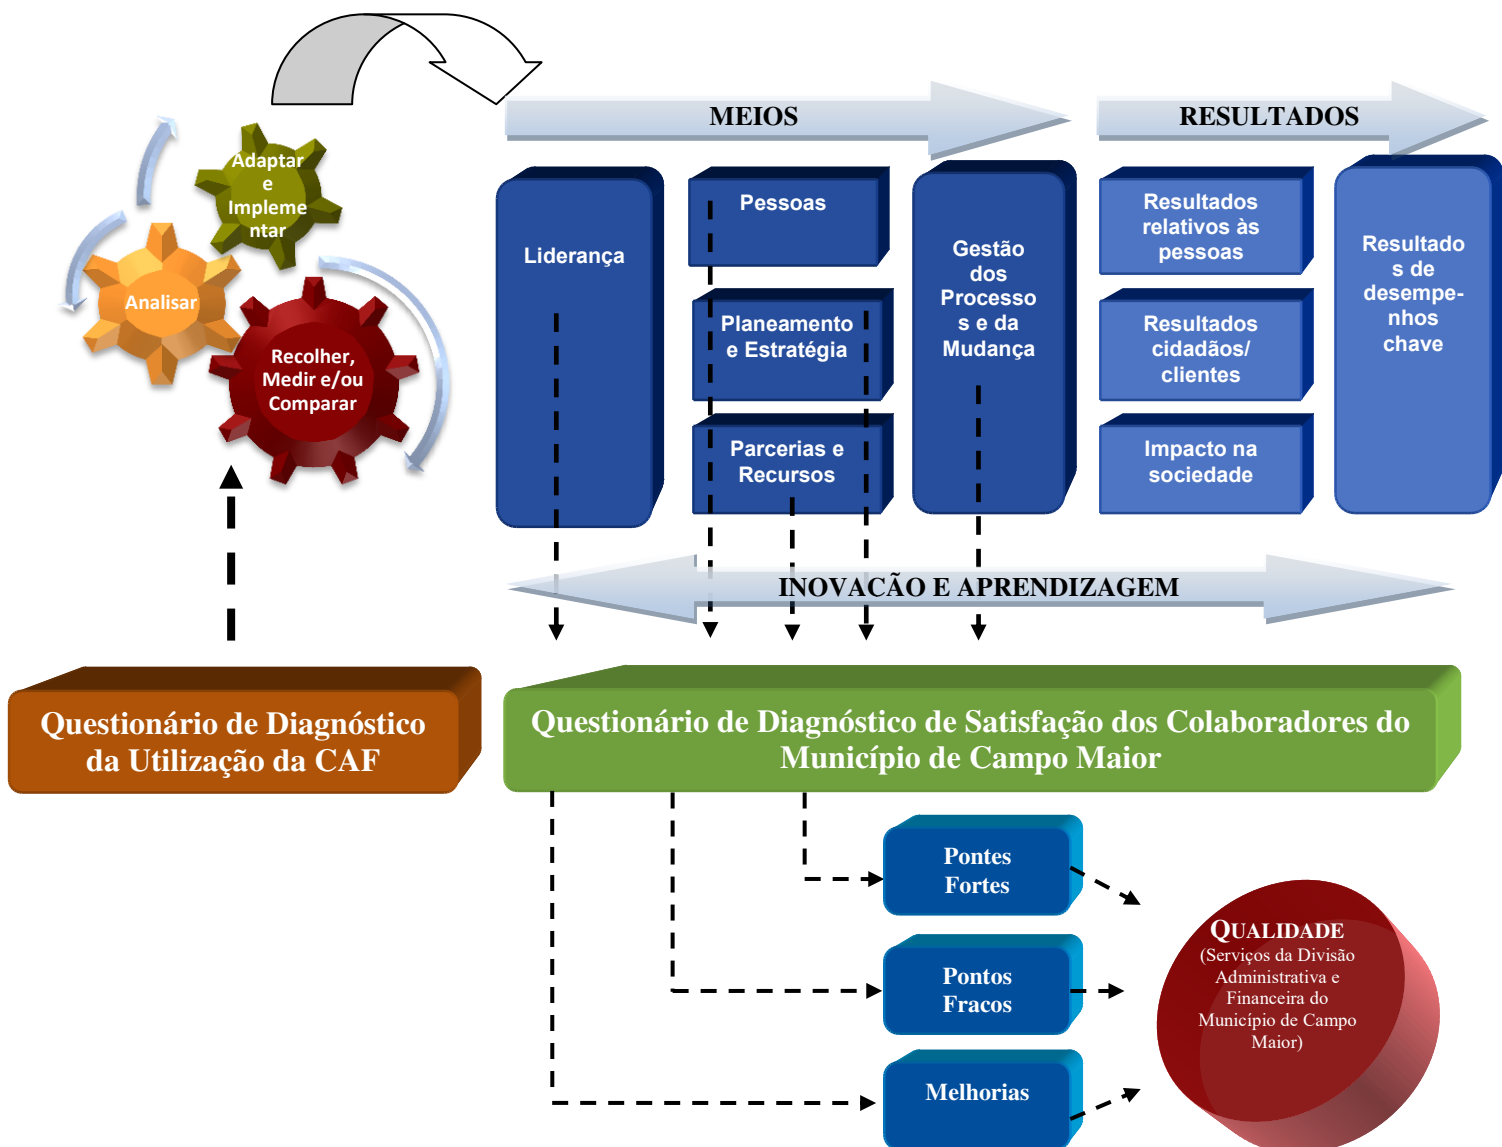 MEIOS
RESULTADOS
Adaptar
e
Impleme
ntar
Analisar
Recolher,
Medir e/ou
Comparar
Liderança
Pessoas
Planeamento
e Estratégia
Parcerias e
Recursos
Gestão
dos
Processo
s e da
Mudança
Resultados
relativos às
pessoas
Resultados
cidadãos/
clientes
Impacto na
sociedade
Resultado
s de
desempe-
nhos
chave
INOVACÃO E APRENDIZAGEM
Questionário de Diagnóstico
da Utilização da CAF
Questionário de Diagnóstico de Satisfação dos Colaboradores do
Município de Campo Maior
Pontes
Fortes
Pontos
Fracos
Melhorias
QUALIDADE
(Serviços da Divisão
Administrativa e
Financeira do
Município de Campo
Maior)